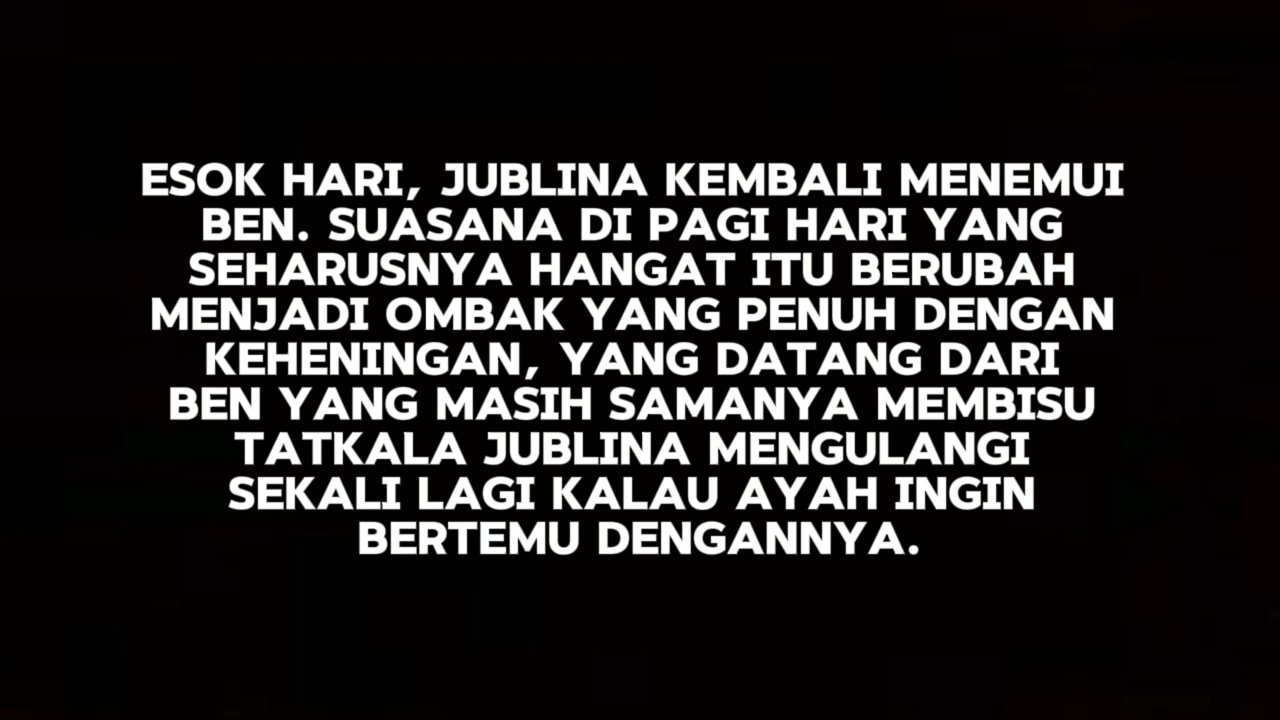 ESOK HARI, JUBLINA KEMBALI MENEMUI
BEN. SUASANA DI PAGI HARI YANG
SEHARUSNYA HANGAT ITU BERUBAH
MENJADI OMBAK YANG PENUH DENGAN
KEHENINGAN, YANG DATANG DARI
BEN YANG MASIH SAMANYA MEMBISU
TATKALA JUBLINA MENGULANGI
SEKALI LAGI KALAU AYAH INGIN
BERTEMU DENGANNYA.